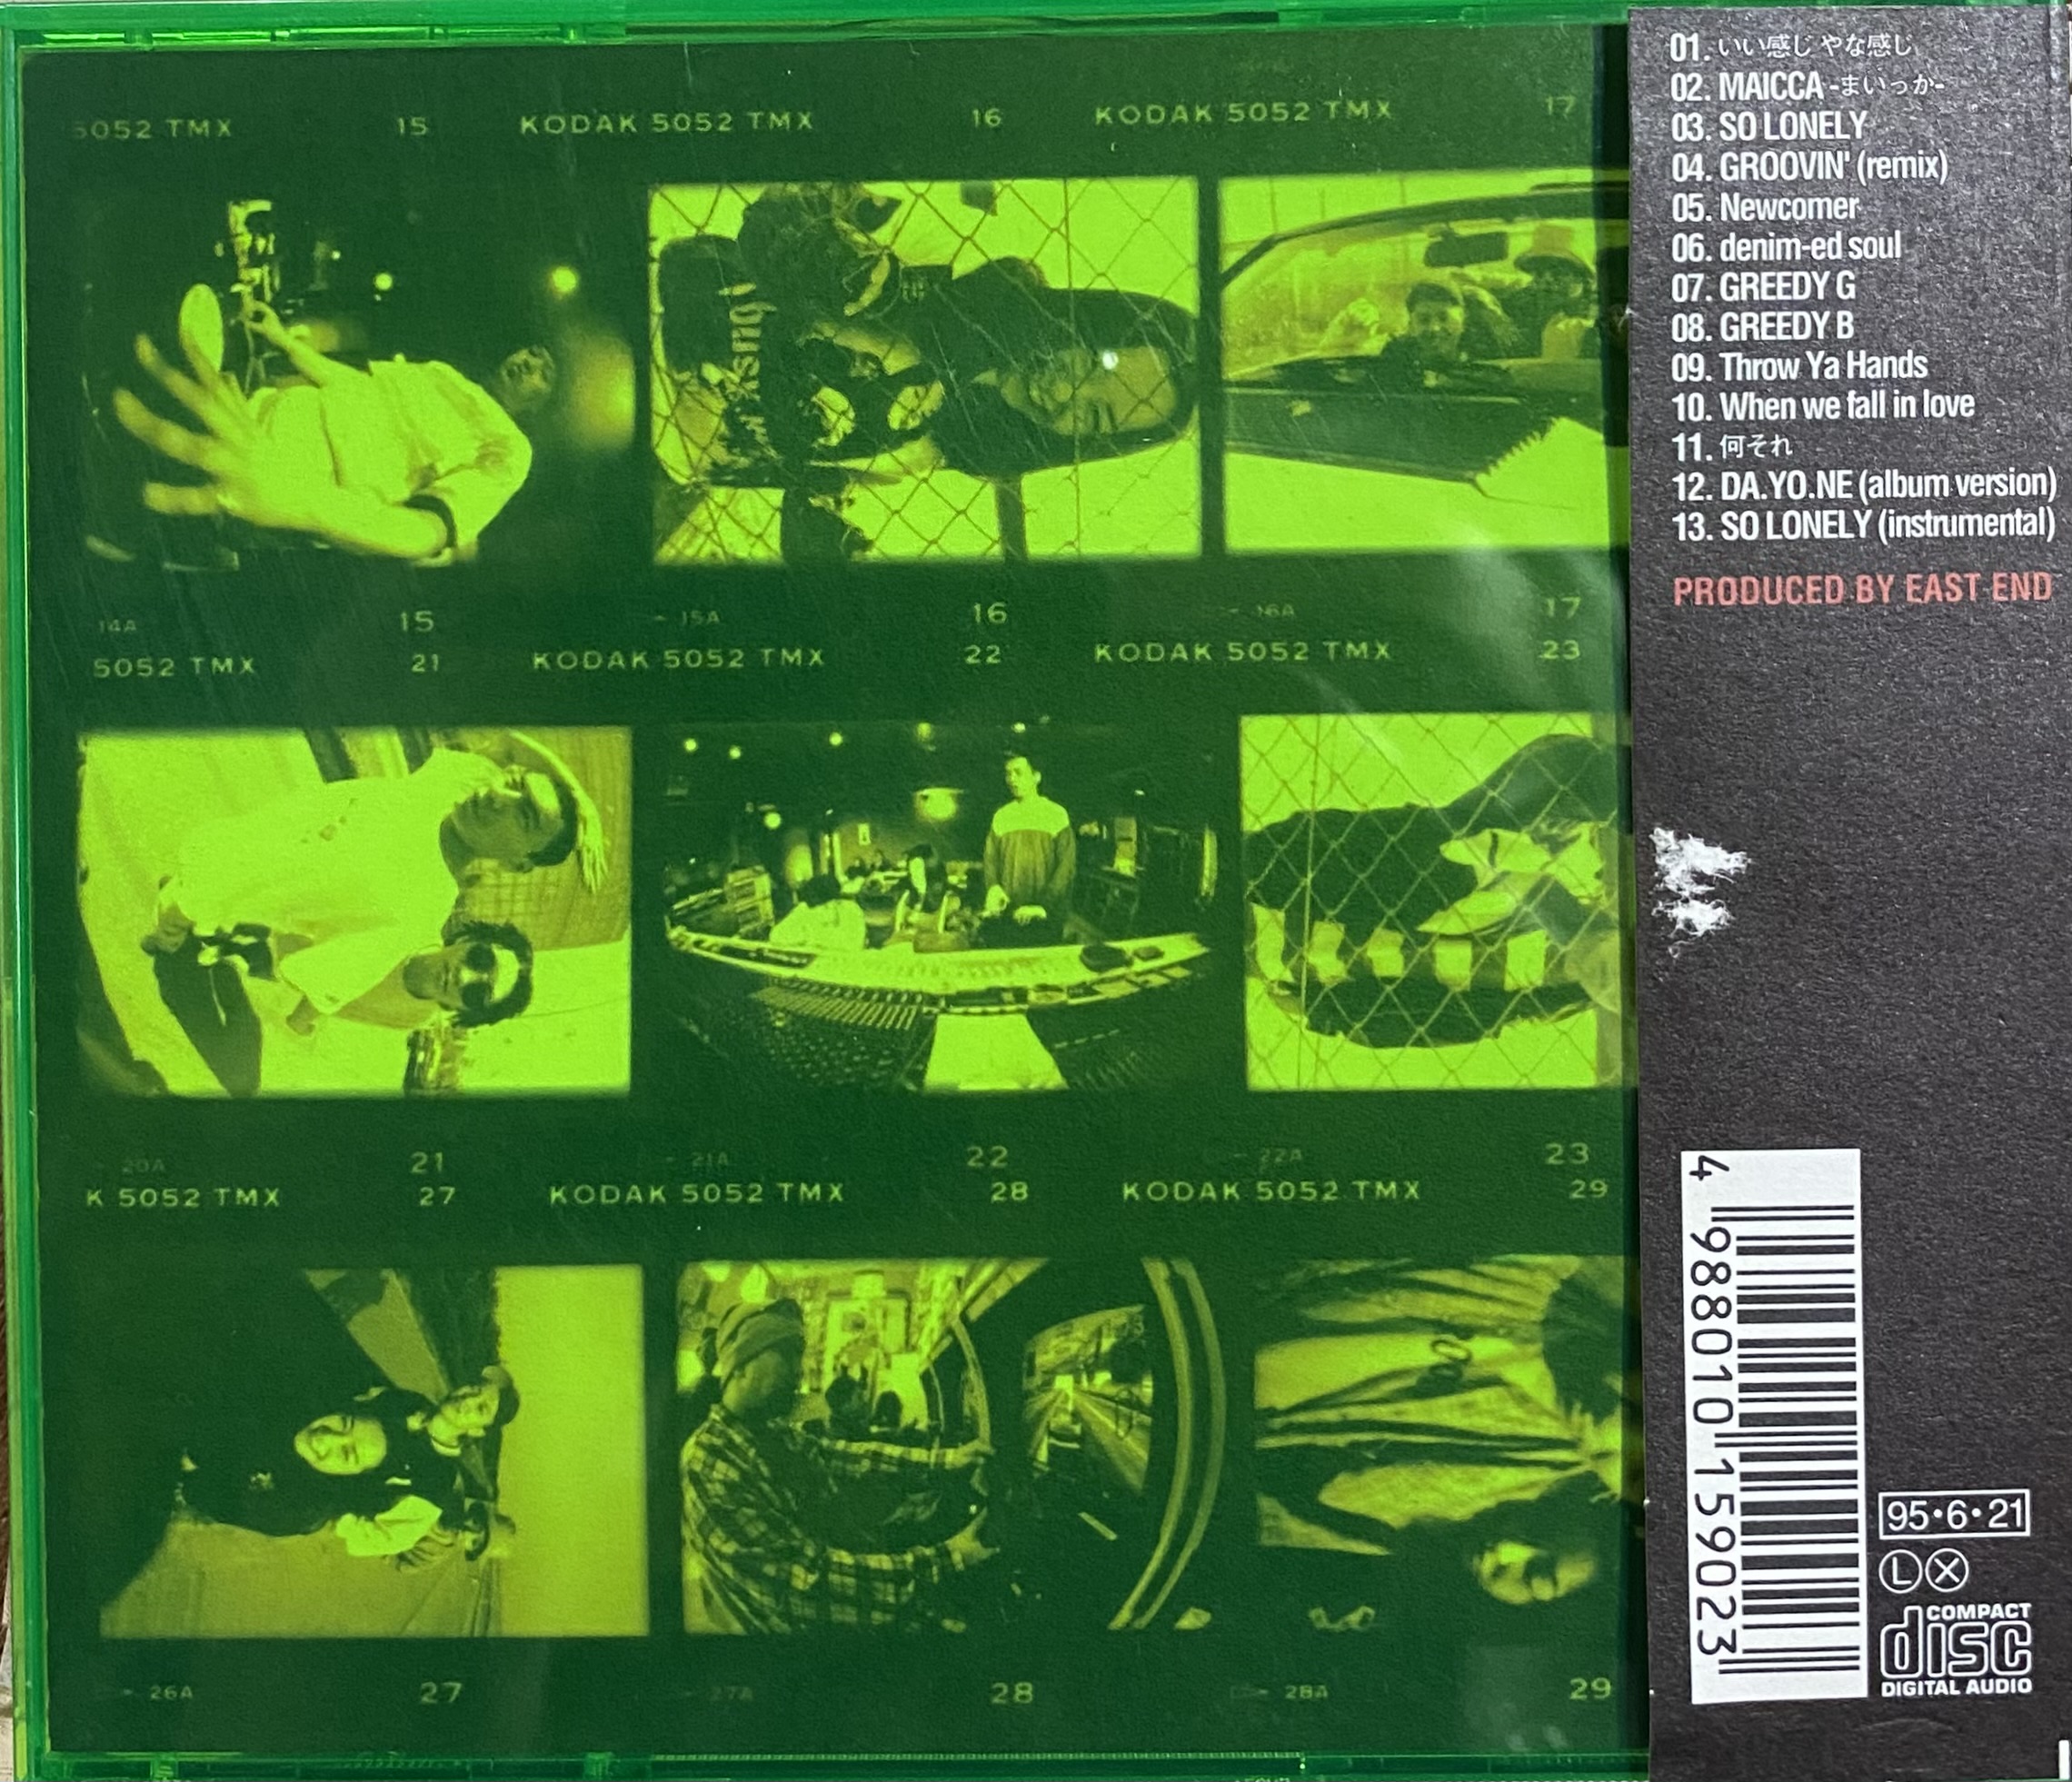 5052 TMX 15 KODAK 5052 TMX 16 KODAK 5052 TMX 17
14A 15 15A 16 16A 17
5052 TMX 21 KODAK 5052 TMX 22 KODAK 5052 TMX 23
20A 21 21A 22 22A 23
K 5052 TMX 27 KODAK 5052 TMX 28 KODAK 5052 TMX 29
26A 27 27A 28 28A 29
01. いい感じ やな感じ
02. MAICCA -まいっか-
03. SO LONELY
04. GROOVIN' (remix)
05. Newcomer
06. denim-ed soul
07. GREEDY G
08. GREEDY B
09. Throw Ya Hands
10. When we fall in love
11. 何それ
12. DA.YO.NE (album version)
13. SO LONELY (instrumental)
PRODUCED BY EAST END
4 988010 159023
95・6・21
L X
COMPACT
disc
DIGITAL AUDIO